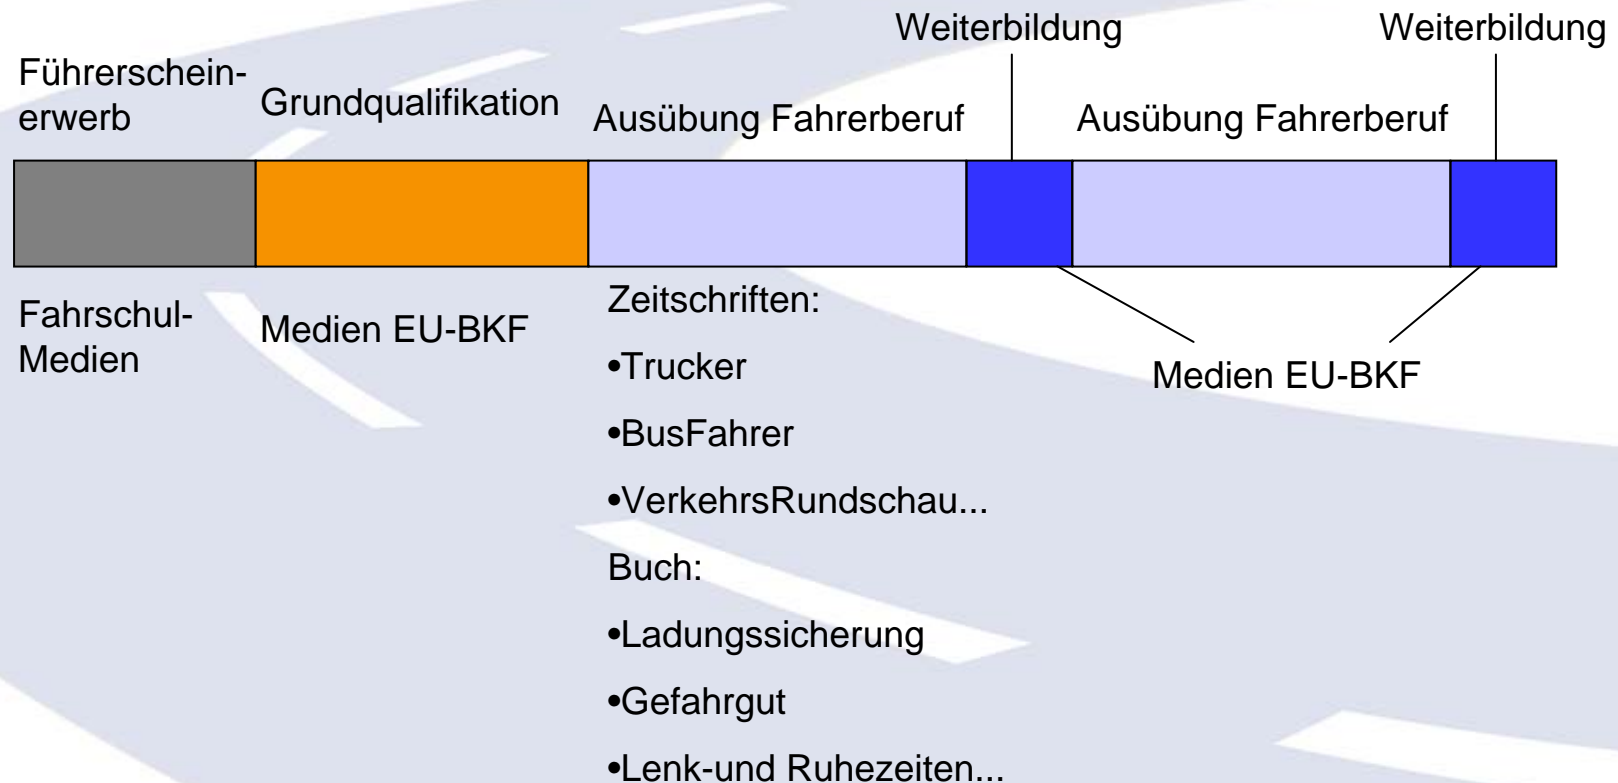 Weiterbildung
Weiterbildung
Führerschein-
erwerb
Grundqualifikation
Ausübung Fahrerberuf
Ausübung Fahrerberuf
Fahrschul-
Medien
Medien EU-BKF
Zeitschriften:
•Trucker
•BusFahrer
•VerkehrsRundschau...
Buch:
•Ladungssicherung
•Gefahrgut
•Lenk-und Ruhezeiten...
Medien EU-BKF